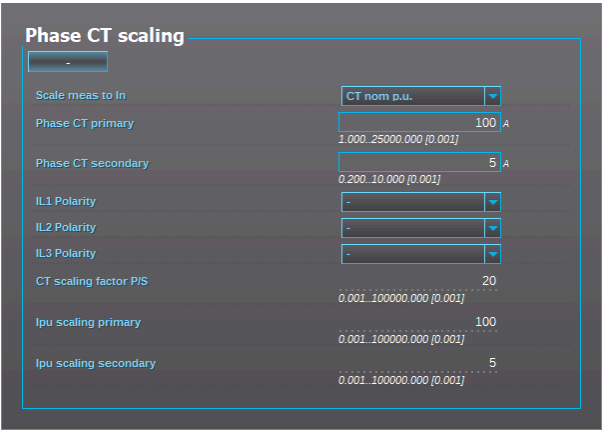 Phase CT scaling
-
Scale meas to In CT nom p.u.
Phase CT primary 100 A
1.000..25000.000 [0.001]
Phase CT secondary 5 A
0.200..10.000 [0.001]
IL1 Polarity -
IL2 Polarity -
IL3 Polarity -
CT scaling factor P/S 20
0.001..100000.000 [0.001]
Ipu scaling primary 100
0.001..100000.000 [0.001]
Ipu scaling secondary 5
0.001..100000.000 [0.001]